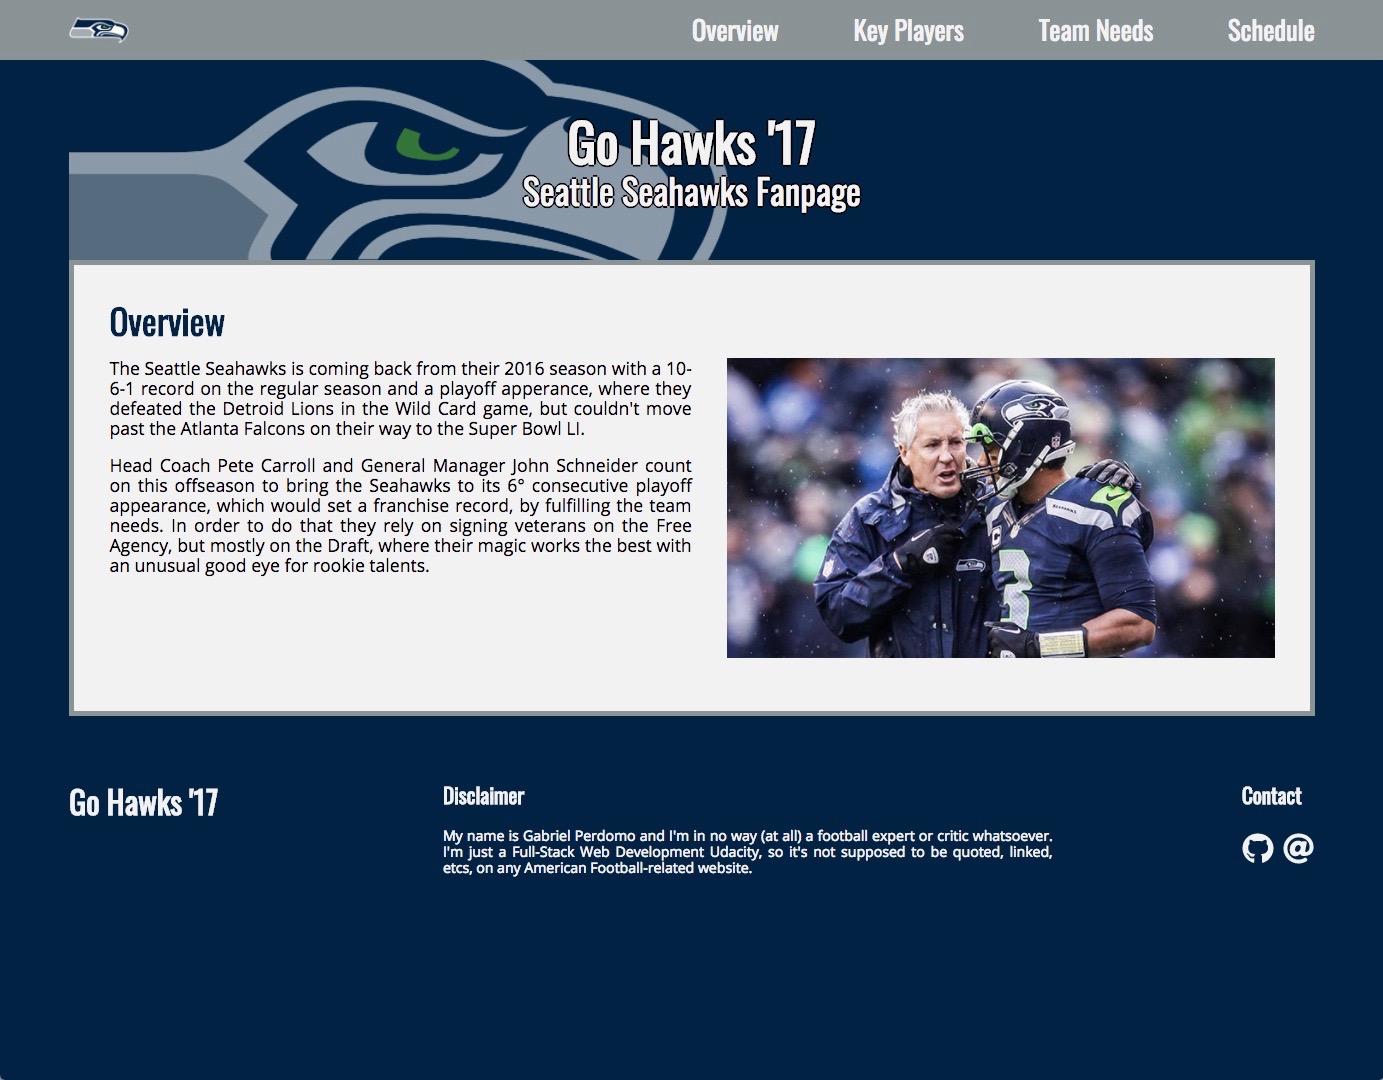 Overview Key Players Team Needs Schedule
Go Hawks '17
Seattle Seahawks Fanpage
Overview
The Seattle Seahawks is coming back from their 2016 season with a 10-
6-1 record on the regular season and a playoff apperance, where they
defeated the Detroid Lions in the Wild Card game, but couldn't move
past the Atlanta Falcons on their way to the Super Bowl LI.
Head Coach Pete Carroll and General Manager John Schneider count
on this offseason to bring the Seahawks to its 6° consecutive playoff
appearance, which would set a franchise record, by fulfilling the team
needs. In order to do that they rely on signing veterans on the Free
Agency, but mostly on the Draft, where their magic works the best with
an unusual good eye for rookie talents.
C
3
Go Hawks '17
Disclaimer
My name is Gabriel Perdomo and I'm in no way (at all) a football expert or critic whatsoever.
I'm just a Full-Stack Web Development Udacity, so it's not supposed to be quoted, linked,
etcs, on any American Football-related website.
Contact
@